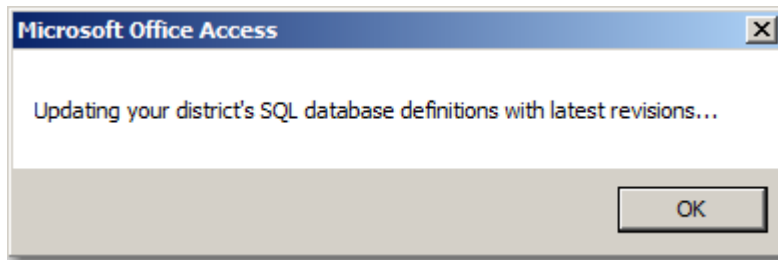 Microsoft Office Access
Updating your district's SQL database definitions with latest revisions...
OK